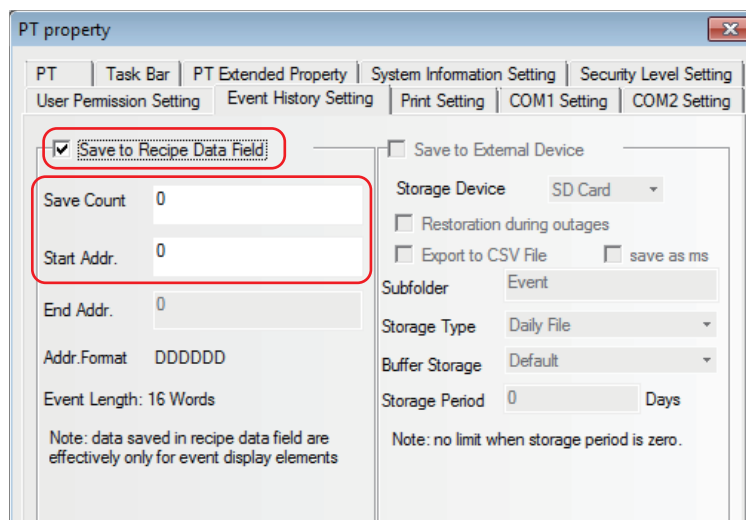 PT property
PT Task Bar PT Extended Property System Information Setting Security Level Setting
User Permission Setting Event History Setting Print Setting COM1 Setting COM2 Setting
Save to Recipe Data Field
Save Count 0
Start Addr. 0
End Addr. 0
Addr.Format DDDDDD
Event Length: 16 Words
Note: data saved in recipe data field are
effectively only for event display elements
Save to External Device
Storage Device SD Card
Restoration during outages
Export to CSV File save as ms
Subfolder Event
Storage Type Daily File
Buffer Storage Default
Storage Period 0 Days
Note: no limit when storage period is zero.